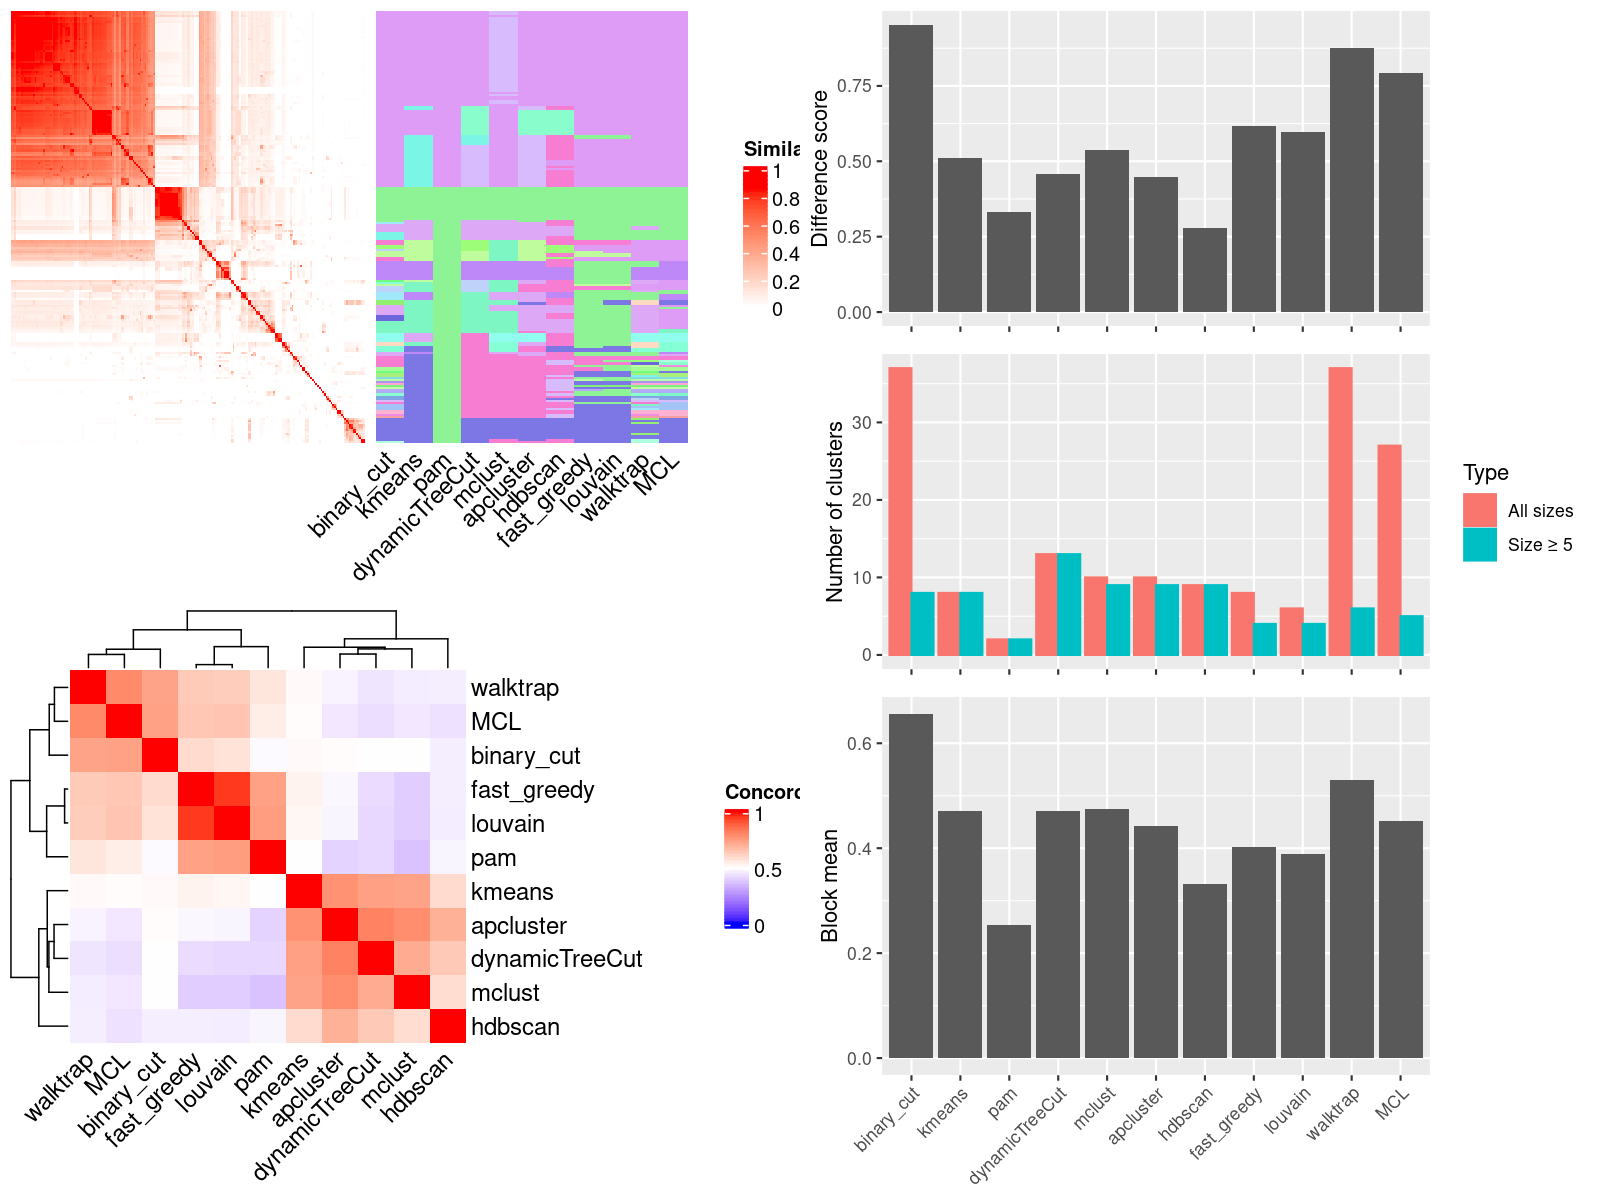 Simila
1
0.8
0.6
0.4
0.2
0
binary_cut
kmeans
pam
dynamicTreeCut
mclust
apcluster
hdbscan
fast_greedy
louvain
walktrap
MCL
Difference score
0.75
0.50
0.25
0.00
Number of clusters
30
20
10
0
Type
All sizes
Size ≥ 5
walktrap
MCL
binary_cut
fast_greedy
louvain
pam
kmeans
apcluster
dynamicTreeCut
mclust
hdbscan
walktrap
MCL
binary_cut
fast_greedy
louvain
pam
kmeans
apcluster
dynamicTreeCut
mclust
hdbscan
Concord
1
0.5
0
Block mean
0.6
0.4
0.2
0.0
binary_cut
kmeans
pam
dynamicTreeCut
mclust
apcluster
hdbscan
fast_greedy
louvain
walktrap
MCL